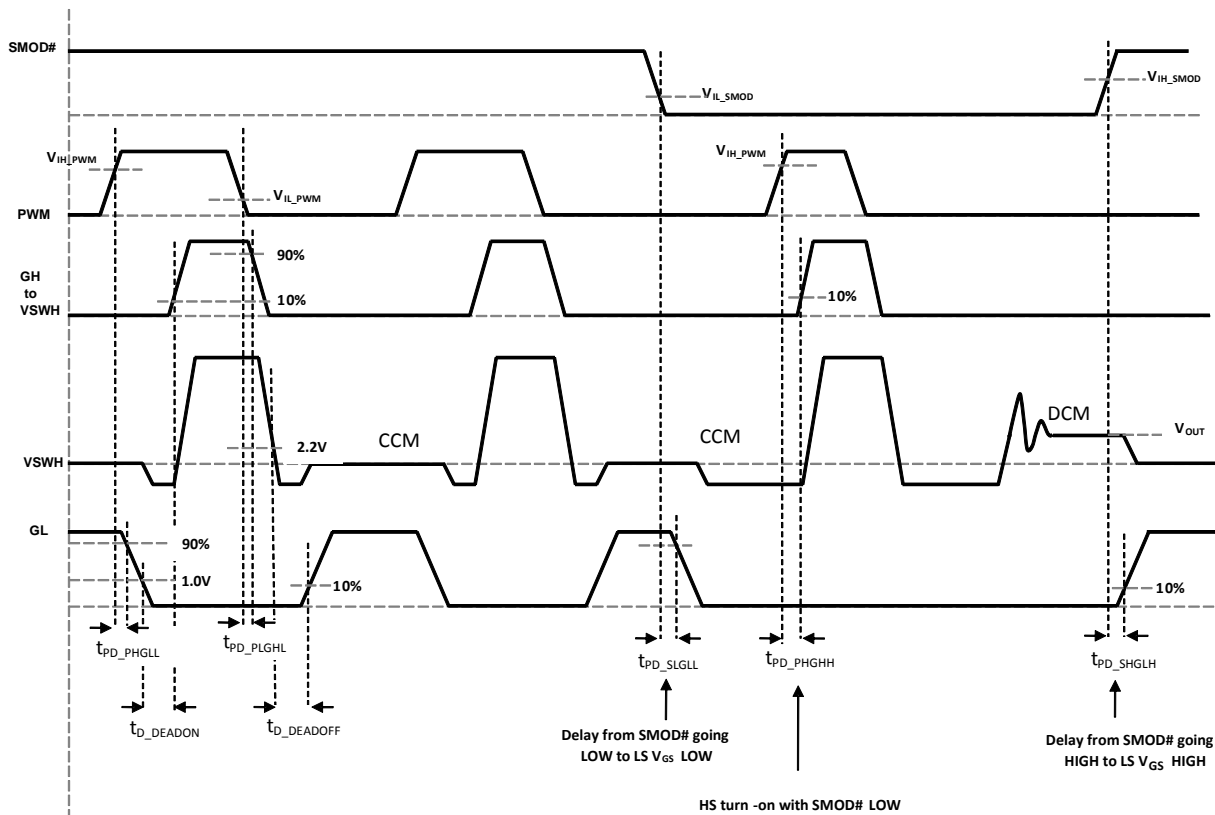 SMOD#
V_IL_SMOD
V_IH_SMOD
V_IH_PWM
V_IL_PWM
V_IH_PWM
PWM
90%
GH
to
VSWH
10%
10%
2.2V
CCM
CCM
DCM
V_OUT
VSWH
GL
90%
1.0V
10%
10%
t_PD_PHGLL
t_PD_PLGHL
t_PD_SLGLL
t_PD_PHGHH
t_PD_SHGLH
t_D_DEADON
t_D_DEADOFF
Delay from SMOD# going
LOW to LS V_GS LOW
Delay from SMOD# going
HIGH to LS V_GS HIGH
HS turn -on with SMOD# LOW